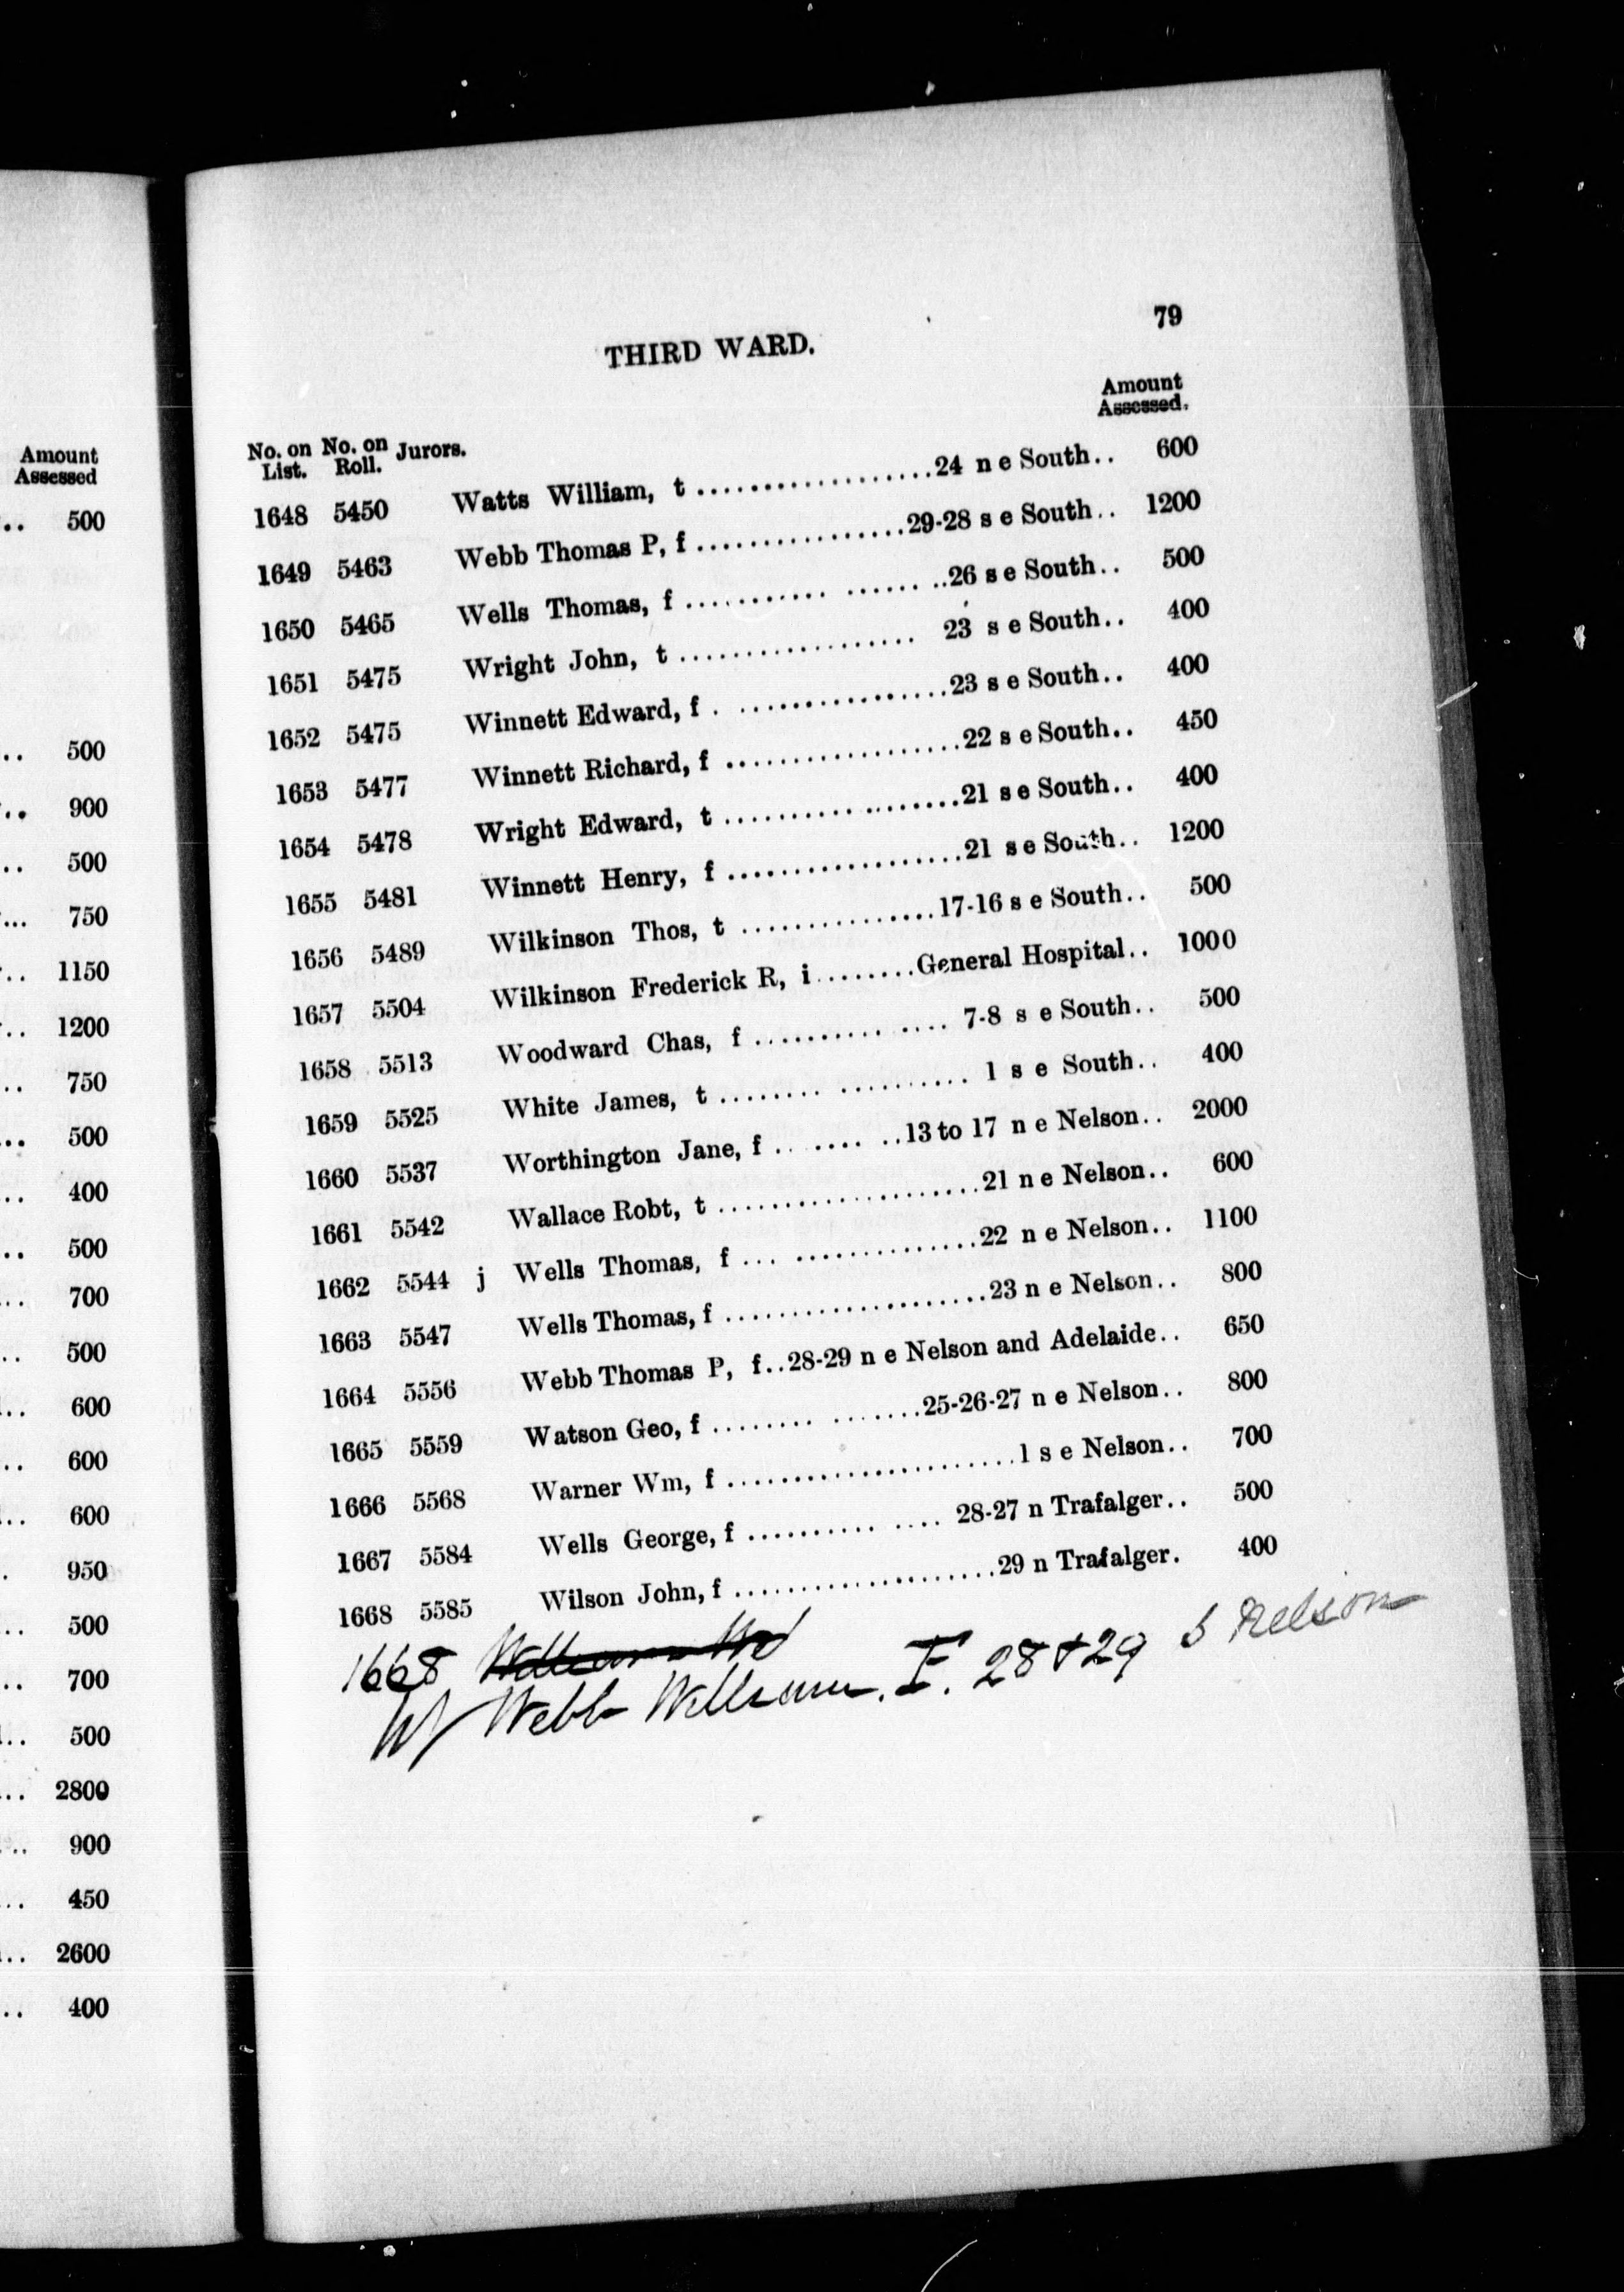 Amount
Assessed
.. 500
.. 500
.. 900
.. 500
... 750
.. 1150
.. 1200
.. 750
... 500
... 400
.. 500
... 700
.. 500
.. 600
.. 600
.. 600
. 950
.. 500
.. 700
.. 500
... 2800
... 900
... 450
.. 2600
.. 400
79
THIRD WARD.
Amount
Assessed.
No. on No. on Jurors.
List. Roll.
1648 5450 Watts William, t ..................24 n e South.. 600
1649 5463 Webb Thomas P, f ................29-28 s e South.. 1200
1650 5465 Wells Thomas, f ........... ...... ..26 s e South.. 500
1651 5475 Wright John, t .................. 23 s e South.. 400
1652 5475 Winnett Edward, f . ................23 s e South.. 400
1653 5477 Winnett Richard, f ..................22 s e South.. 450
1654 5478 Wright Edward, t ..................21 s e South.. 400
1655 5481 Winnett Henry, f ..................21 s e South.. 1200
1656 5489 Wilkinson Thos, t ...............17-16 s e South.. 500
1657 5504 Wilkinson Frederick R, i........General Hospital.. 1000
1658 5513 Woodward Chas, f .......... .... 7-8 s e South.. 500
1659 5525 White James, t ........ .......... 1 s e South.. 400
1660 5537 Worthington Jane, f .. .... ..13 to 17 n e Nelson.. 2000
1661 5542 Wallace Robt, t ....................21 n e Nelson.. 600
1662 5544 j Wells Thomas, f ... ..............22 n e Nelson.. 1100
1663 5547 Wells Thomas, f ....................23 n e Nelson.. 800
1664 5556 Webb Thomas P, f..28-29 n e Nelson and Adelaide.. 650
1665 5559 Watson Geo, f ........ .......25-26-27 n e Nelson.. 800
1666 5568 Warner Wm, f ......................1 s e Nelson.. 700
1667 5584 Wells George, f .......... .... 28-27 n Trafalger.. 500
1668 5585 Wilson John, f ....................29 n Trafalger. 400
1668
Webb William. F. 28 & 29 S Nelson